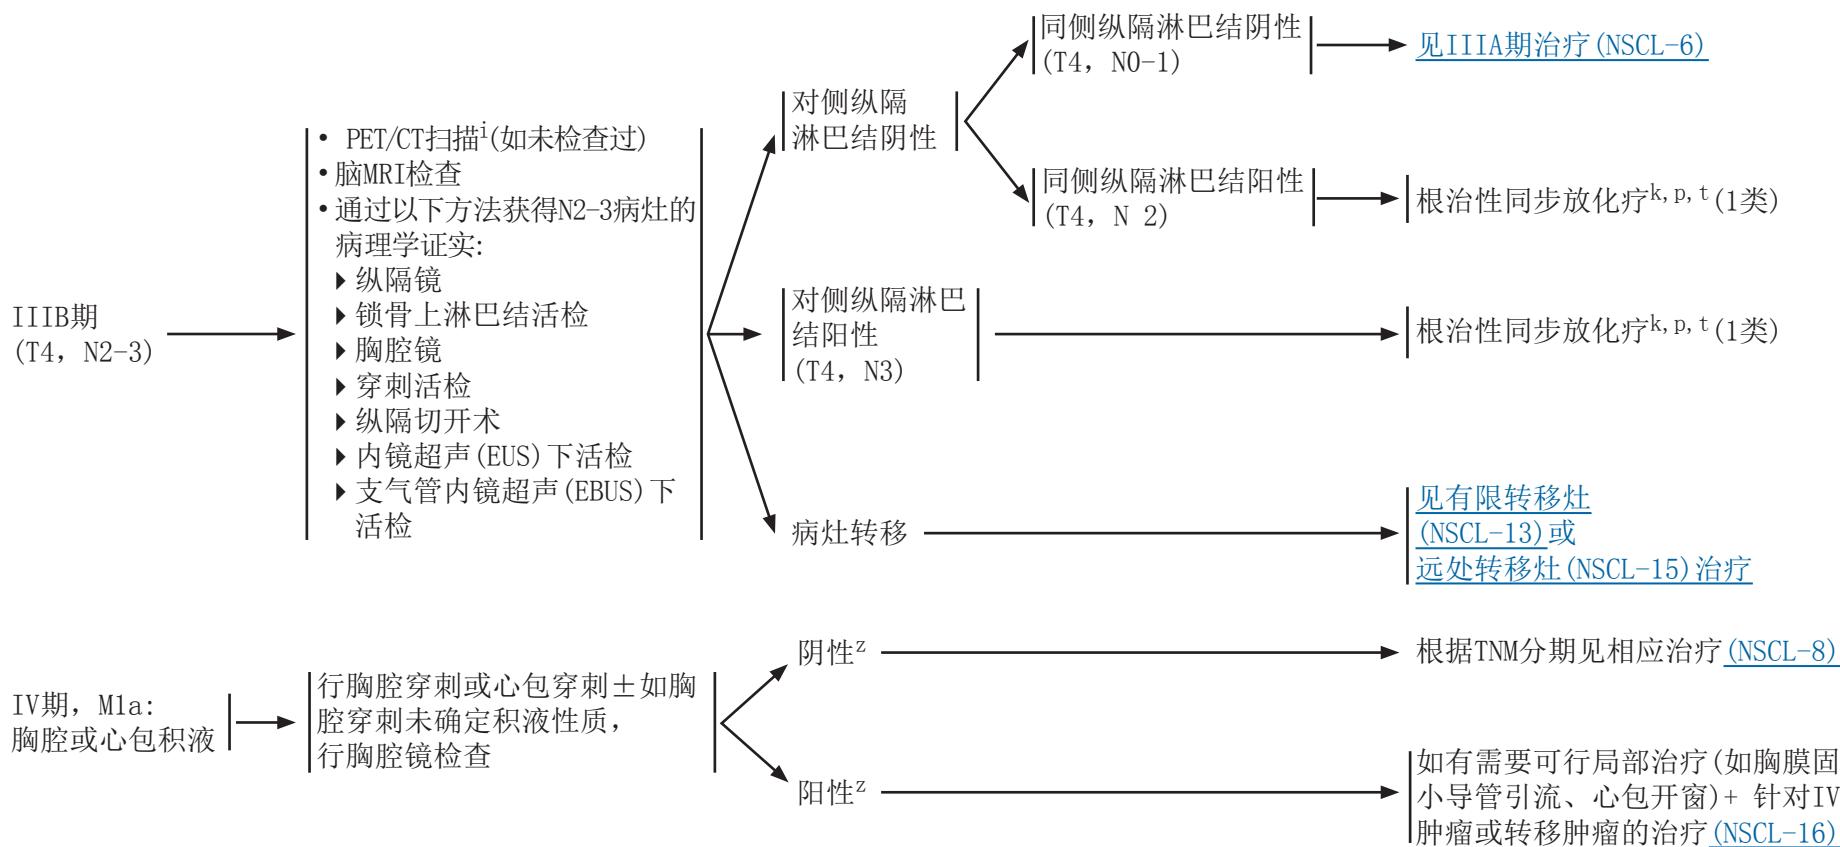 IIIB期
(T4, N2-3)
• PET/CT扫描i(如未检查过)
•脑MRI检查
•通过以下方法获得N2-3病灶的
病理学证实:
▶纵隔镜
▶锁骨上淋巴结活检
▶胸腔镜
▶穿刺活检
▶纵隔切开术
▶内镜超声(EUS)下活检
▶支气管内镜超声(EBUS)下
活检
对侧纵隔
淋巴结阴性
同侧纵隔淋巴结阴性
(T4, N0-1)
见IIIA期治疗(NSCL-6)
同侧纵隔淋巴结阳性
(T4, N 2)
根治性同步放化疗k,p,t(1类)
对侧纵隔淋巴
结阳性
(T4, N3)
根治性同步放化疗k,p,t(1类)
病灶转移
见有限转移灶
(NSCL-13)或
远处转移灶(NSCL-15)治疗
IV期, M1a:
胸腔或心包积液
行胸腔穿刺或心包穿刺±如胸
腔穿刺未确定积液性质,
行胸腔镜检查
阴性z
根据TNM分期见相应治疗(NSCL-8)
阳性z
如有需要可行局部治疗(如胸膜固
小导管引流、心包开窗)+ 针对IV
肿瘤或转移肿瘤的治疗(NSCL-16)